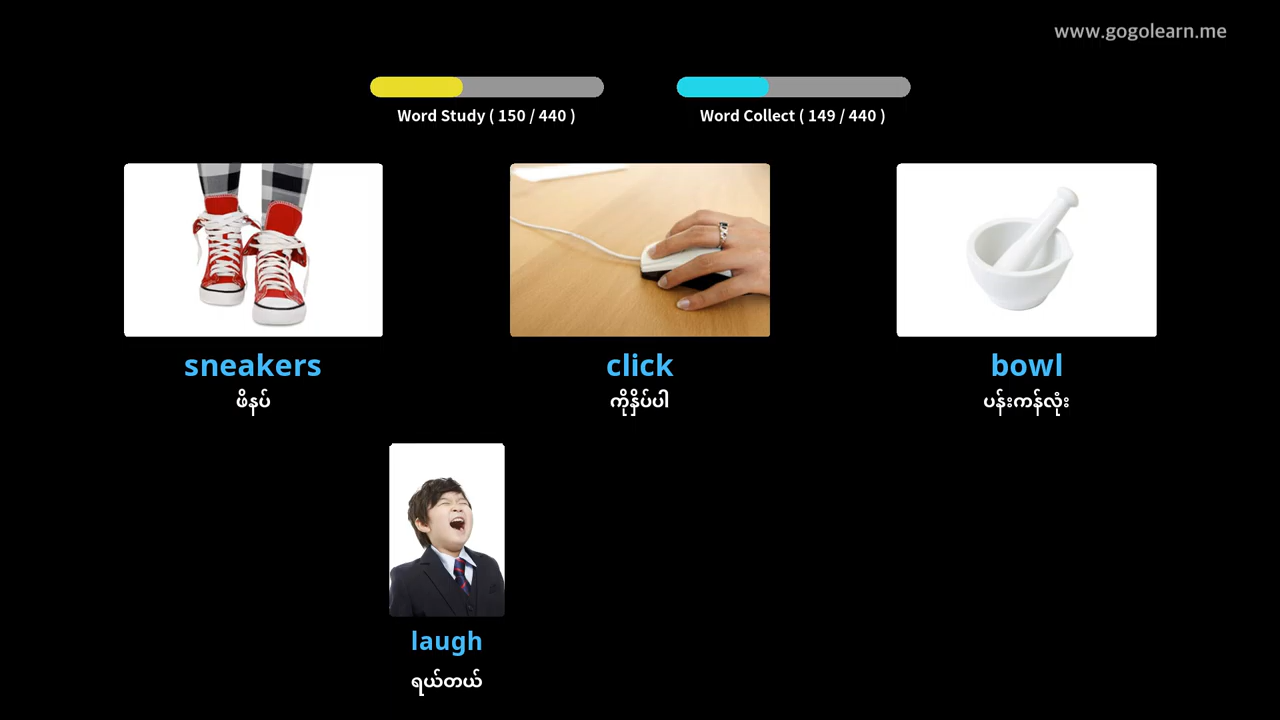 www.gogolearn.me
Word Study ( 150 / 440 )
Word Collect ( 149 / 440 )
sneakers
ဖိနပ်
click
ကိုနှိပ်ပါ
bowl
ပန်းကန်လုံး
laugh
ရယ်တယ်